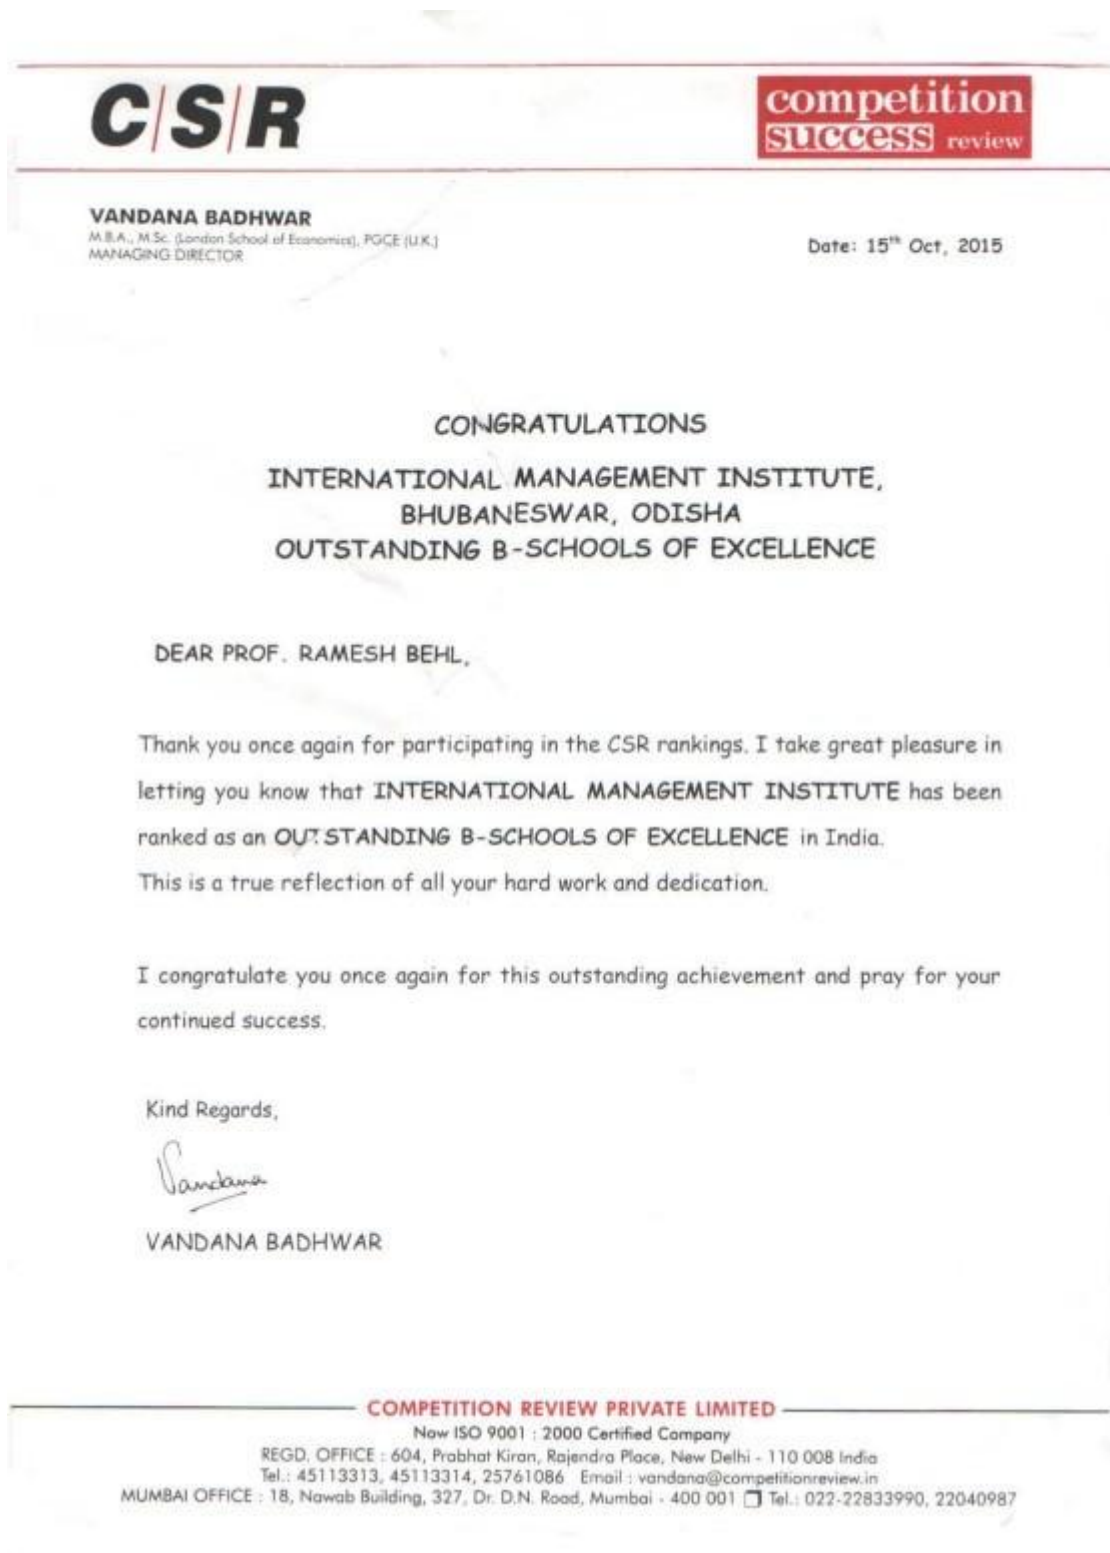 C/S/R
competition
success review
VANDANA BADHWAR
M.B.A., M.Sc. (London School of Economics), PGCE (U.K.)
MANAGING DIRECTOR
Date: 15th Oct, 2015
CONGRATULATIONS
INTERNATIONAL MANAGEMENT INSTITUTE,
BHUBANESWAR, ODISHA
OUTSTANDING B-SCHOOLS OF EXCELLENCE
DEAR PROF. RAMESH BEHL,
Thank you once again for participating in the CSR rankings. I take great pleasure in
letting you know that INTERNATIONAL MANAGEMENT INSTITUTE has been
ranked as an OUTSTANDING B-SCHOOLS OF EXCELLENCE in India.
This is a true reflection of all your hard work and dedication.
I congratulate you once again for this outstanding achievement and pray for your
continued success.
Kind Regards,
Vandana
VANDANA BADHWAR
COMPETITION REVIEW PRIVATE LIMITED
Now ISO 9001 : 2000 Certified Company
REGD. OFFICE : 604, Prabhat Kiran, Rajendra Place, New Delhi - 110 008 India
Tel.: 45113313, 45113314, 25761086 Email : vandana@competitionreview.in
MUMBAI OFFICE : 18, Nawab Building, 327, Dr. D.N. Road, Mumbai - 400 001 ❒ Tel.: 022-22833990, 22040987